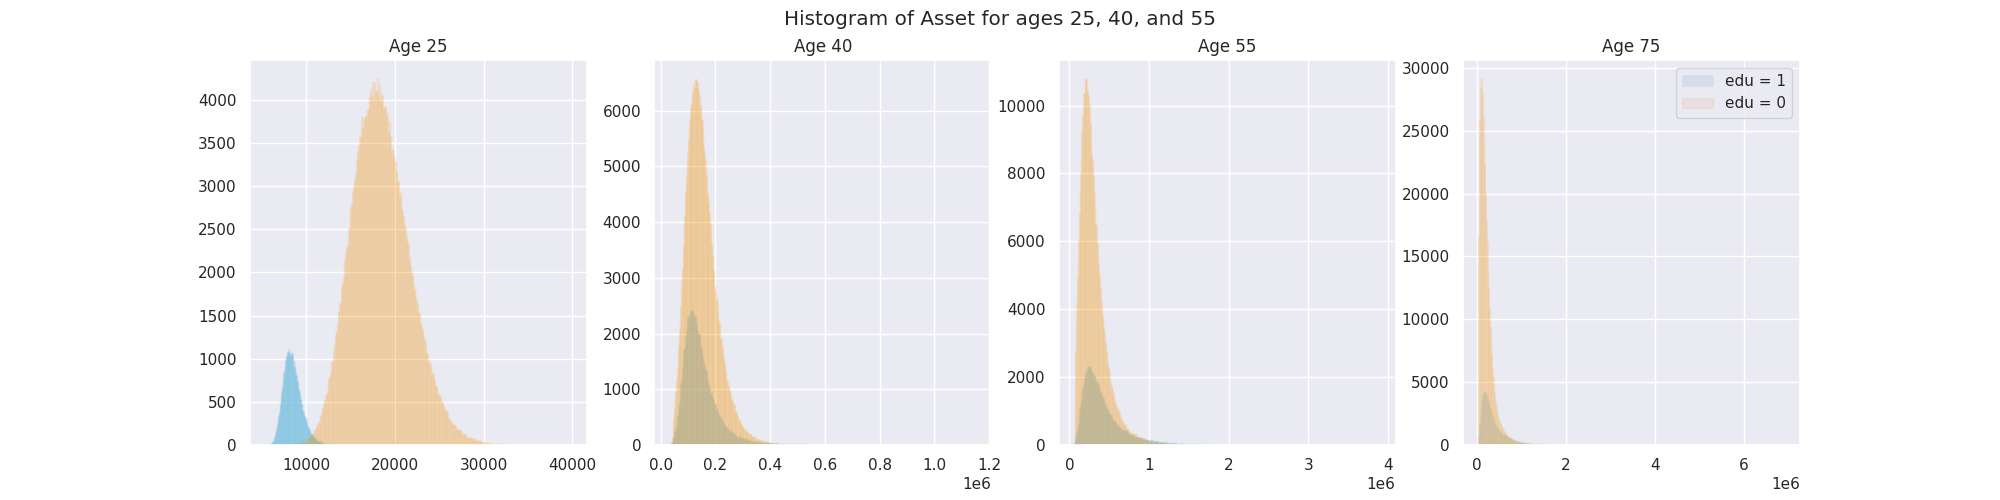 Histogram of Asset for ages 25, 40, and 55
Age 25
4000
3500
3000
2500
2000
1500
1000
500
0
10000 20000 30000 40000
Age 40
6000
5000
4000
3000
2000
1000
0
0.0 0.2 0.4 0.6 0.8 1.0 1.2
1e6
Age 55
10000
8000
6000
4000
2000
0
0 1 2 3 4
1e6
Age 75
30000
25000
20000
15000
10000
5000
0
0 2 4 6
1e6
edu = 1
edu = 0